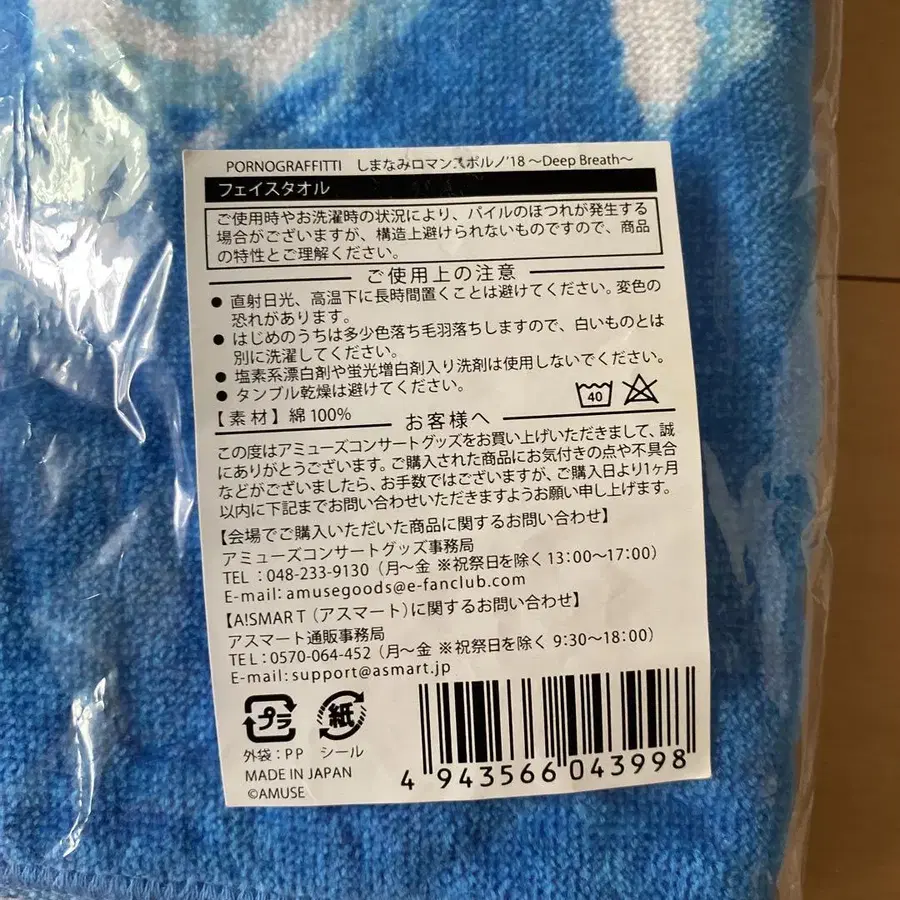 PORNOGRAFFITTI しまなみロマンスポルノ'18 ～Deep Breath～
フェイスタオル
ご使用時やお洗濯時の状況により、パイルのほつれが発生する
場合がございますが、構造上避けられないものですので、商品
の特性とご理解ください。
ご使用上の注意
● 直射日光、高温下に長時間置くことは避けてください。変色の
恐れがあります。
● はじめのうちは多少色落ち毛羽落ちしますので、白いものとは
別に洗濯してください。
● 塩素系漂白剤や蛍光増白剤入り洗剤は使用しないでください。
● タンブル乾燥は避けてください。
40
【素材】綿100%
お客様へ
この度はアミューズコンサートグッズをお買い上げいただきまして、誠
にありがとうございます。ご購入された商品にお気付きの点や不具合
などがございましたら、お手数ではございますが、ご購入日より1ヶ月
以内に下記までお問い合わせいただきますようお願い申し上げます。
【会場でご購入いただいた商品に関するお問い合わせ】
アミューズコンサートグッズ事務局
TEL：048-233-9130（月～金 ※祝祭日を除く 13：00～17：00）
E-mail：amusegoods@e-fanclub.com
【A!SMART（アスマート）に関するお問い合わせ】
アスマート通販事務局
TEL：0570-064-452（月～金 ※祝祭日を除く 9:30～18：00）
E-mail：support@asmart.jp
プラ 紙
外袋：PP シール
MADE IN JAPAN
©AMUSE
4 943566 043998